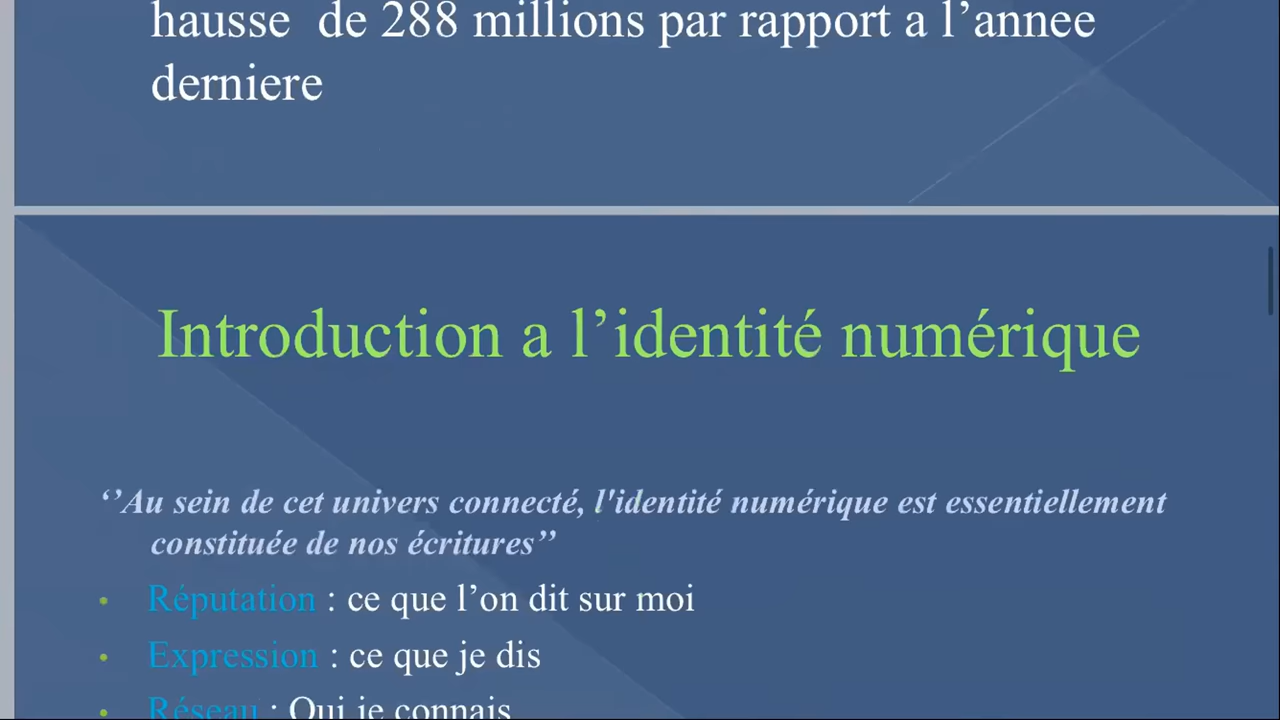 hausse de 288 millions par rapport a l’annee
derniere
Introduction a l’identité numérique
‘’Au sein de cet univers connecté, l'identité numérique est essentiellement
constituée de nos écritures’’
• Réputation : ce que l’on dit sur moi
• Expression : ce que je dis
• Réseau : Qui je connais